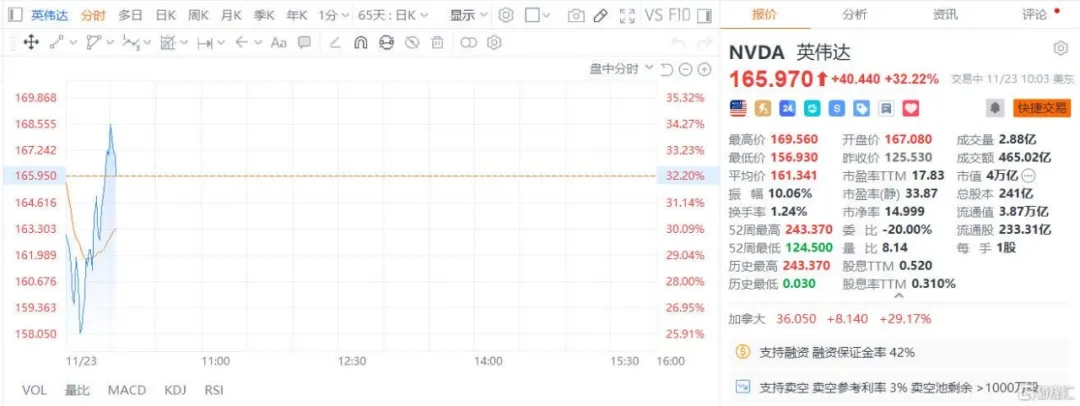 英伟达 分时 多日 日K 周K 月K 季K 年K 1分 65天:日K 显示 VS F10
Aa
盘中分时
169.868 35.32%
168.555 34.27%
167.242 33.23%
165.950 32.20%
164.616 31.14%
163.303 30.09%
161.989 29.04%
160.676 28.00%
159.363 26.95%
158.050 25.91%
11/23 11:00 12:30 14:00 15:30 16:00
VOL 量比 MACD KDJ RSI
报价 分析 资讯 评论
NVDA 英伟达
165.970 +40.440 +32.22% 交易中 11/23 10:03 美东
24 快捷交易
最高价 169.560 开盘价 167.080 成交量 2.88亿
最低价 156.930 昨收价 125.530 成交额 465.02亿
平均价 161.341 市盈率TTM 17.83 市值 4万亿
振幅 10.06% 市盈率(静) 33.87 总股本 241亿
换手率 1.24% 市净率 14.999 流通值 3.87万亿
52周最高 243.370 委比 -20.00% 流通股 233.31亿
52周最低 124.500 量比 8.14 每手 1股
历史最高 243.370 股息TTM 0.520
历史最低 0.030 股息率TTM 0.310%
加拿大 36.050 +8.140 +29.17%
支持融资 融资保证金率 42%
支持卖空 卖空参考利率 3% 卖空池剩余 >1000万股